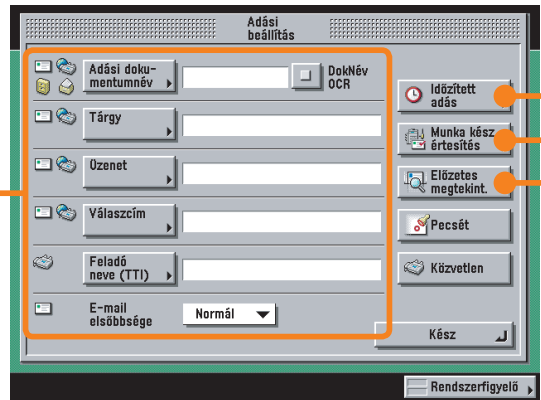 Adási
beállítás
Adási doku-
mentumnév
DokNév
OCR
Tárgy
Üzenet
Válaszcím
Feladó
neve (TTI)
E-mail
elsőbbsége
Normál
Időzített
adás
Munka kész
értesítés
Előzetes
megtekint.
Pecsét
Közvetlen
Kész
Rendszerfigyelő